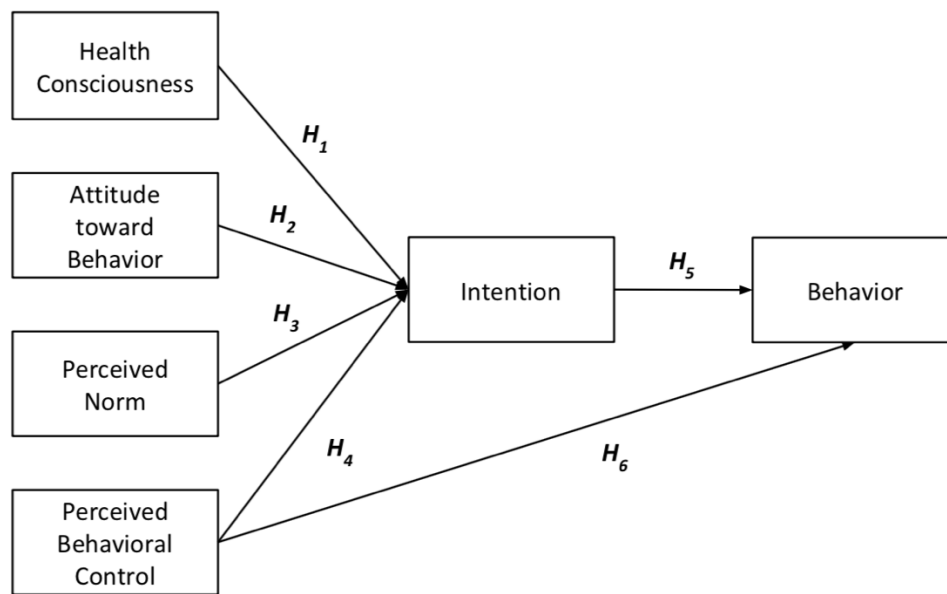 Health
Consciousness
H₁
Attitude
toward
Behavior
H₂
Intention
H₅
Behavior
H₃
Perceived
Norm
H₄
H₆
Perceived
Behavioral
Control